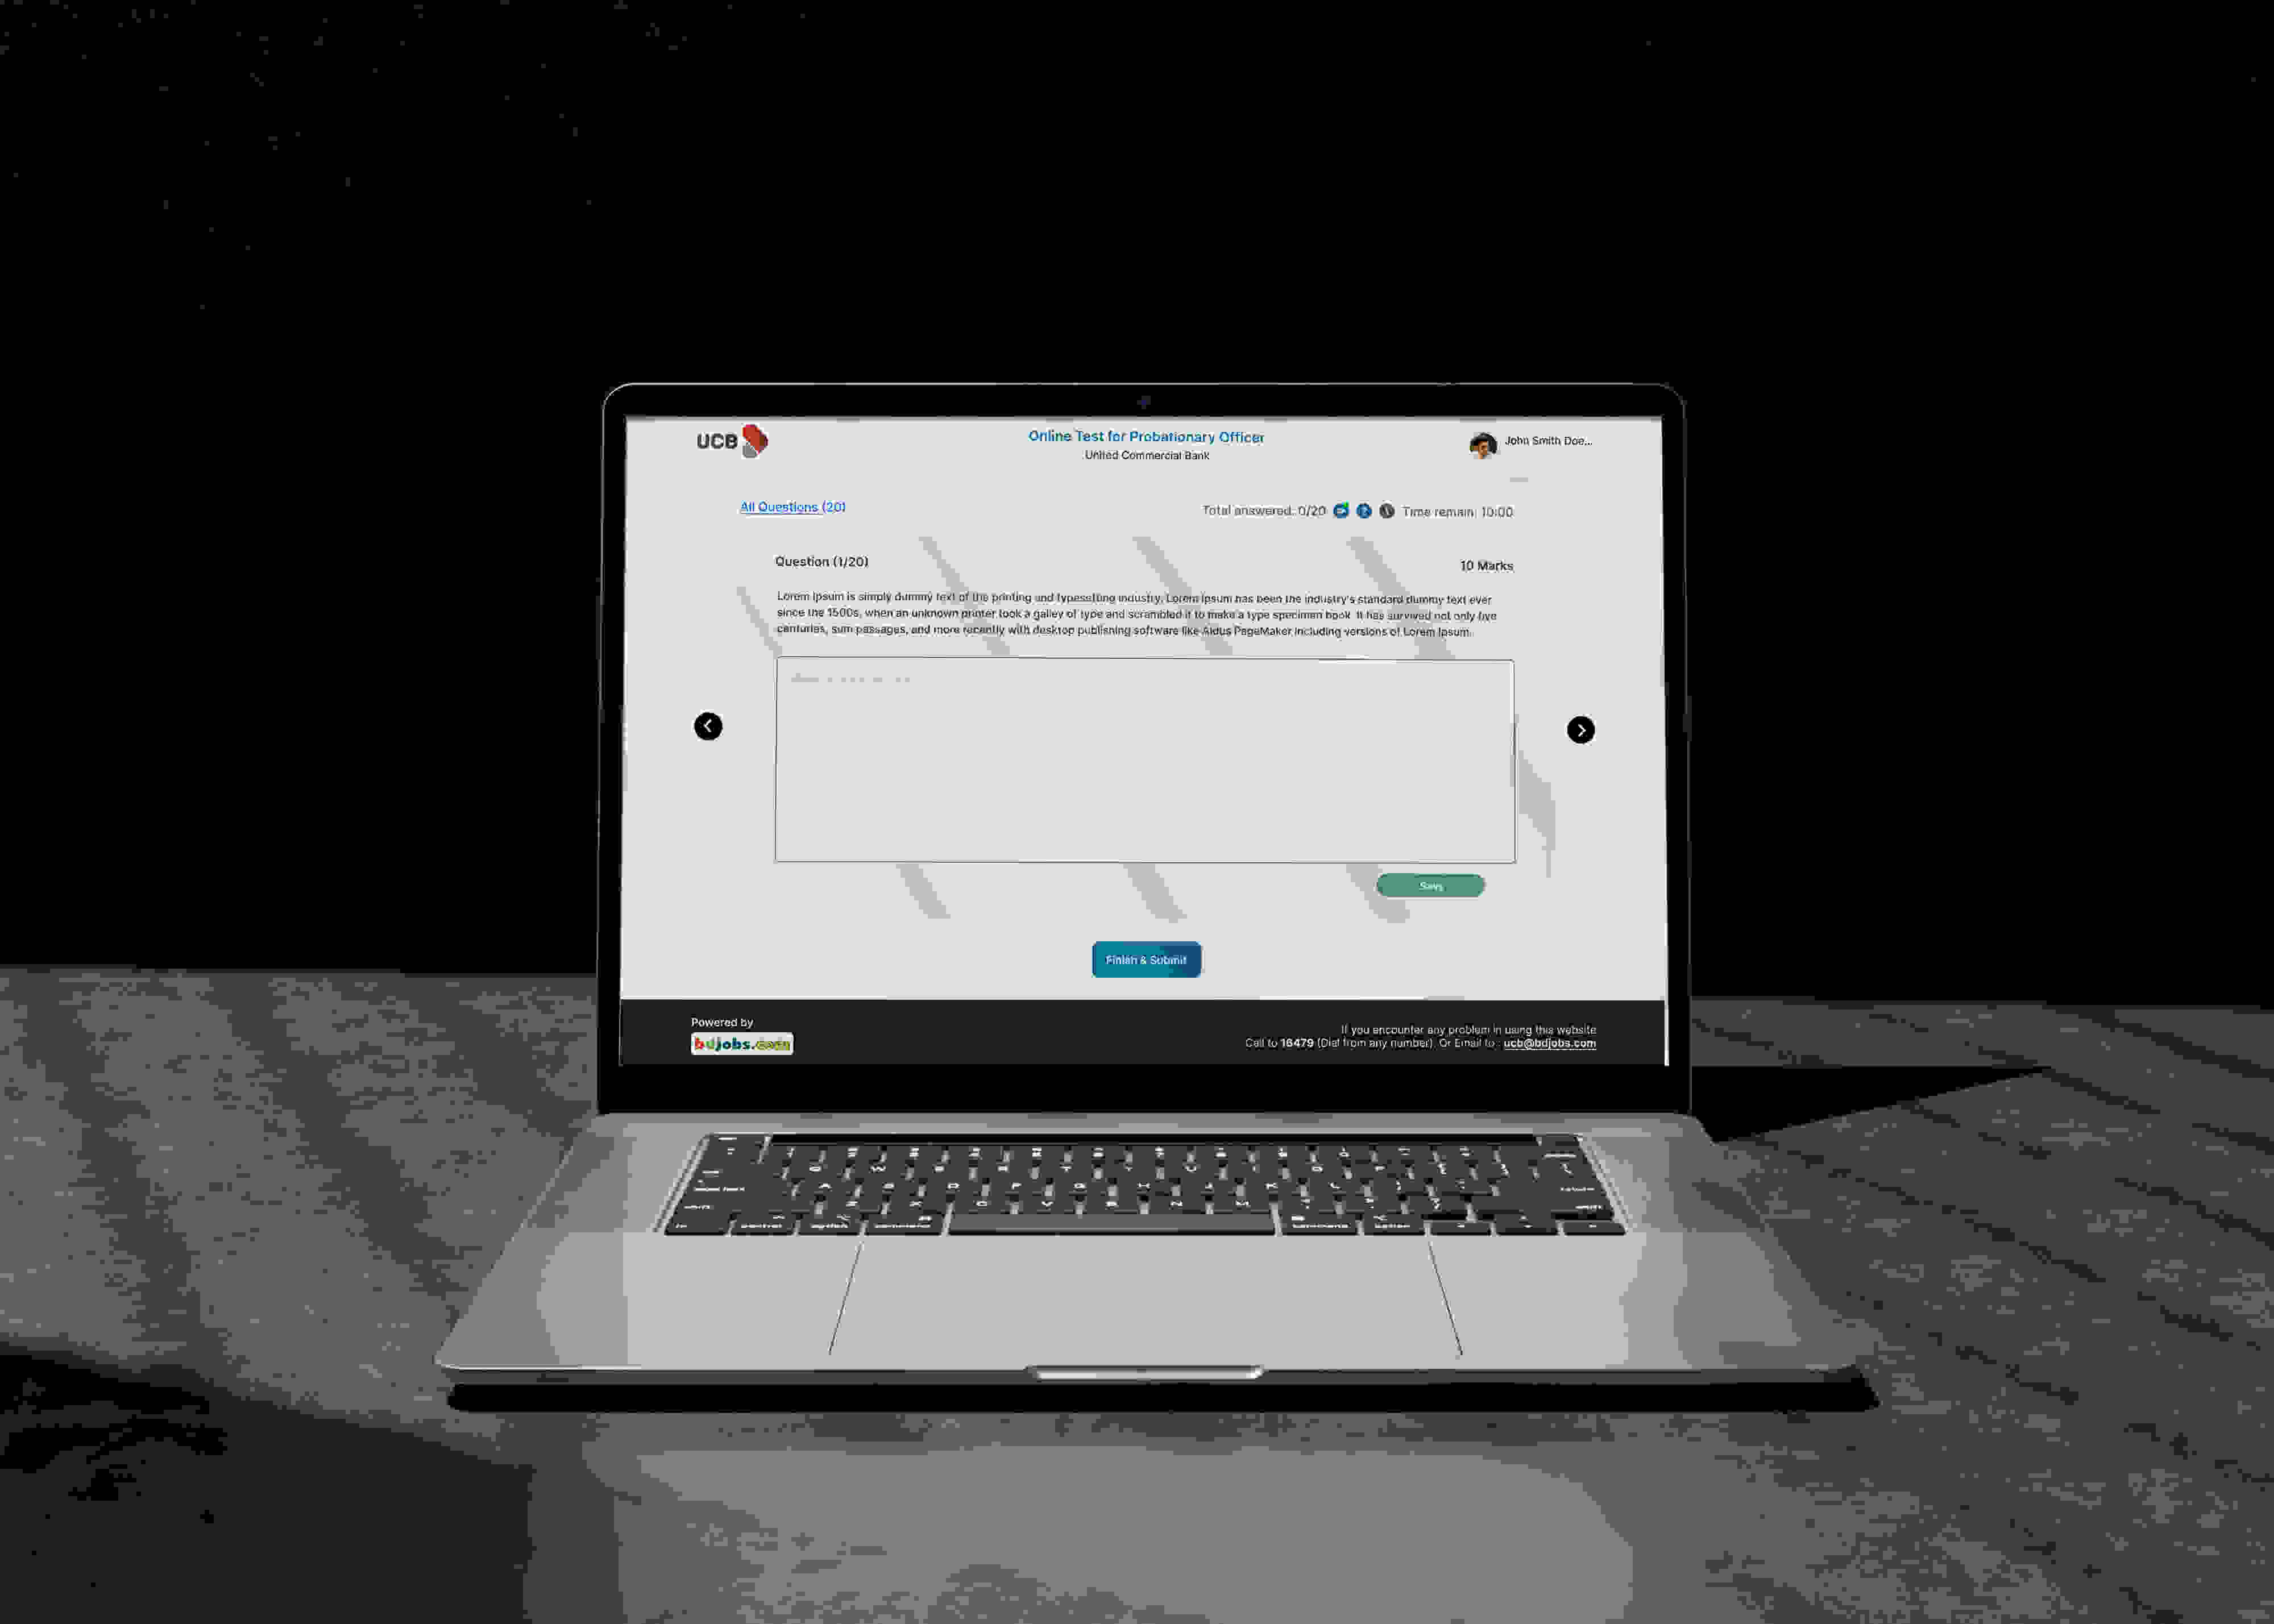 UCB
Online Test for Probationary Officer
United Commercial Bank
John Smith Doe...
All Questions (20)
Total answered: 0/20
Time remain: 10:00
Question (1/20)
10 Marks
Lorem Ipsum is simply dummy text of the printing and typesetting industry. Lorem Ipsum has been the industry's standard dummy text ever
since the 1500s, when an unknown printer took a galley of type and scrambled it to make a type specimen book. It has survived not only five
centuries, sum passages, and more recently with desktop publishing software like Aldus PageMaker including versions of Lorem Ipsum.
Save
Finish & Submit
Powered by
bdjobs.com
If you encounter any problem in using this website
Call to 16479 (Dial from any number). Or Email to : ucb@bdjobs.com